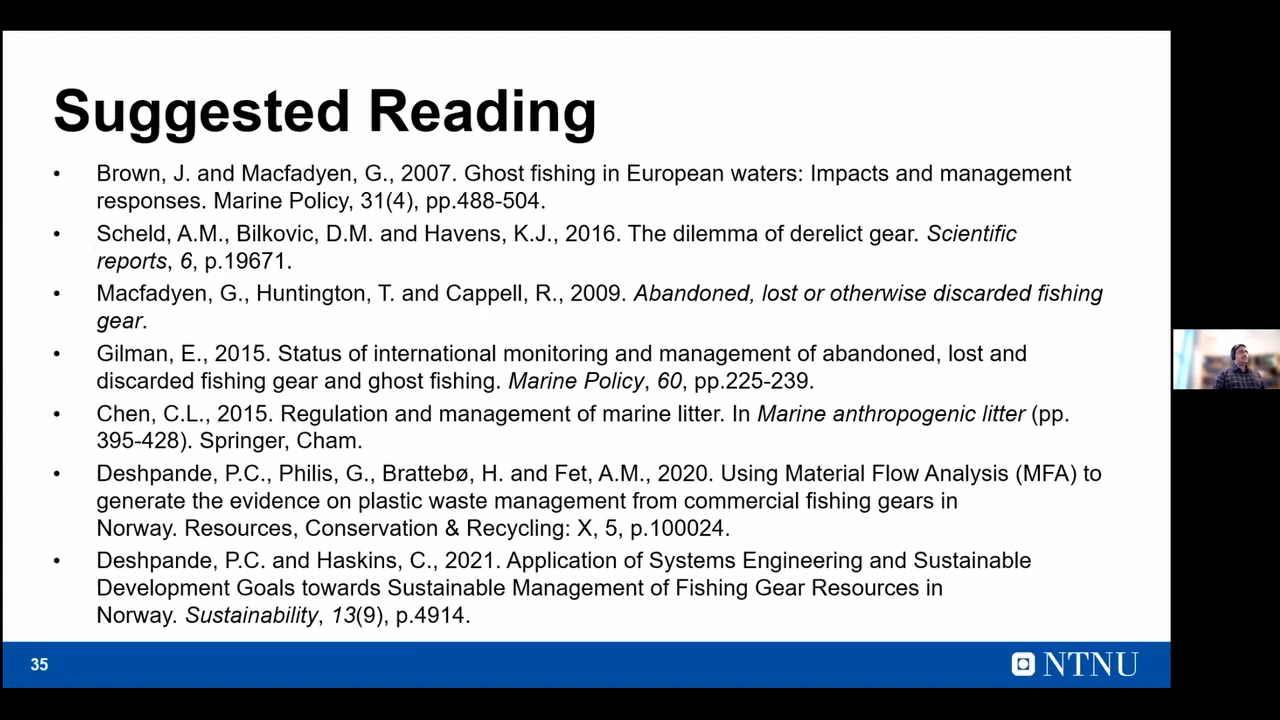 Suggested Reading
• Brown, J. and Macfadyen, G., 2007. Ghost fishing in European waters: Impacts and management
responses. Marine Policy, 31(4), pp.488-504.
• Scheld, A.M., Bilkovic, D.M. and Havens, K.J., 2016. The dilemma of derelict gear. Scientific
reports, 6, p.19671.
• Macfadyen, G., Huntington, T. and Cappell, R., 2009. Abandoned, lost or otherwise discarded fishing
gear.
• Gilman, E., 2015. Status of international monitoring and management of abandoned, lost and
discarded fishing gear and ghost fishing. Marine Policy, 60, pp.225-239.
• Chen, C.L., 2015. Regulation and management of marine litter. In Marine anthropogenic litter (pp.
395-428). Springer, Cham.
• Deshpande, P.C., Philis, G., Brattebø, H. and Fet, A.M., 2020. Using Material Flow Analysis (MFA) to
generate the evidence on plastic waste management from commercial fishing gears in
Norway. Resources, Conservation & Recycling: X, 5, p.100024.
• Deshpande, P.C. and Haskins, C., 2021. Application of Systems Engineering and Sustainable
Development Goals towards Sustainable Management of Fishing Gear Resources in
Norway. Sustainability, 13(9), p.4914.
35
NTNU